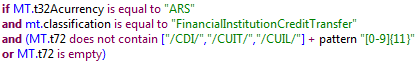 if MT.t32Acurrency is equal to "ARS"
and mt.classification is equal to "FinancialInstitutionCreditTransfer"
and (MT.t72 does not contain ["/CDI/","/CUIT/","/CUIL/"] + pattern "[0-9]{11}"
or MT.t72 is empty)